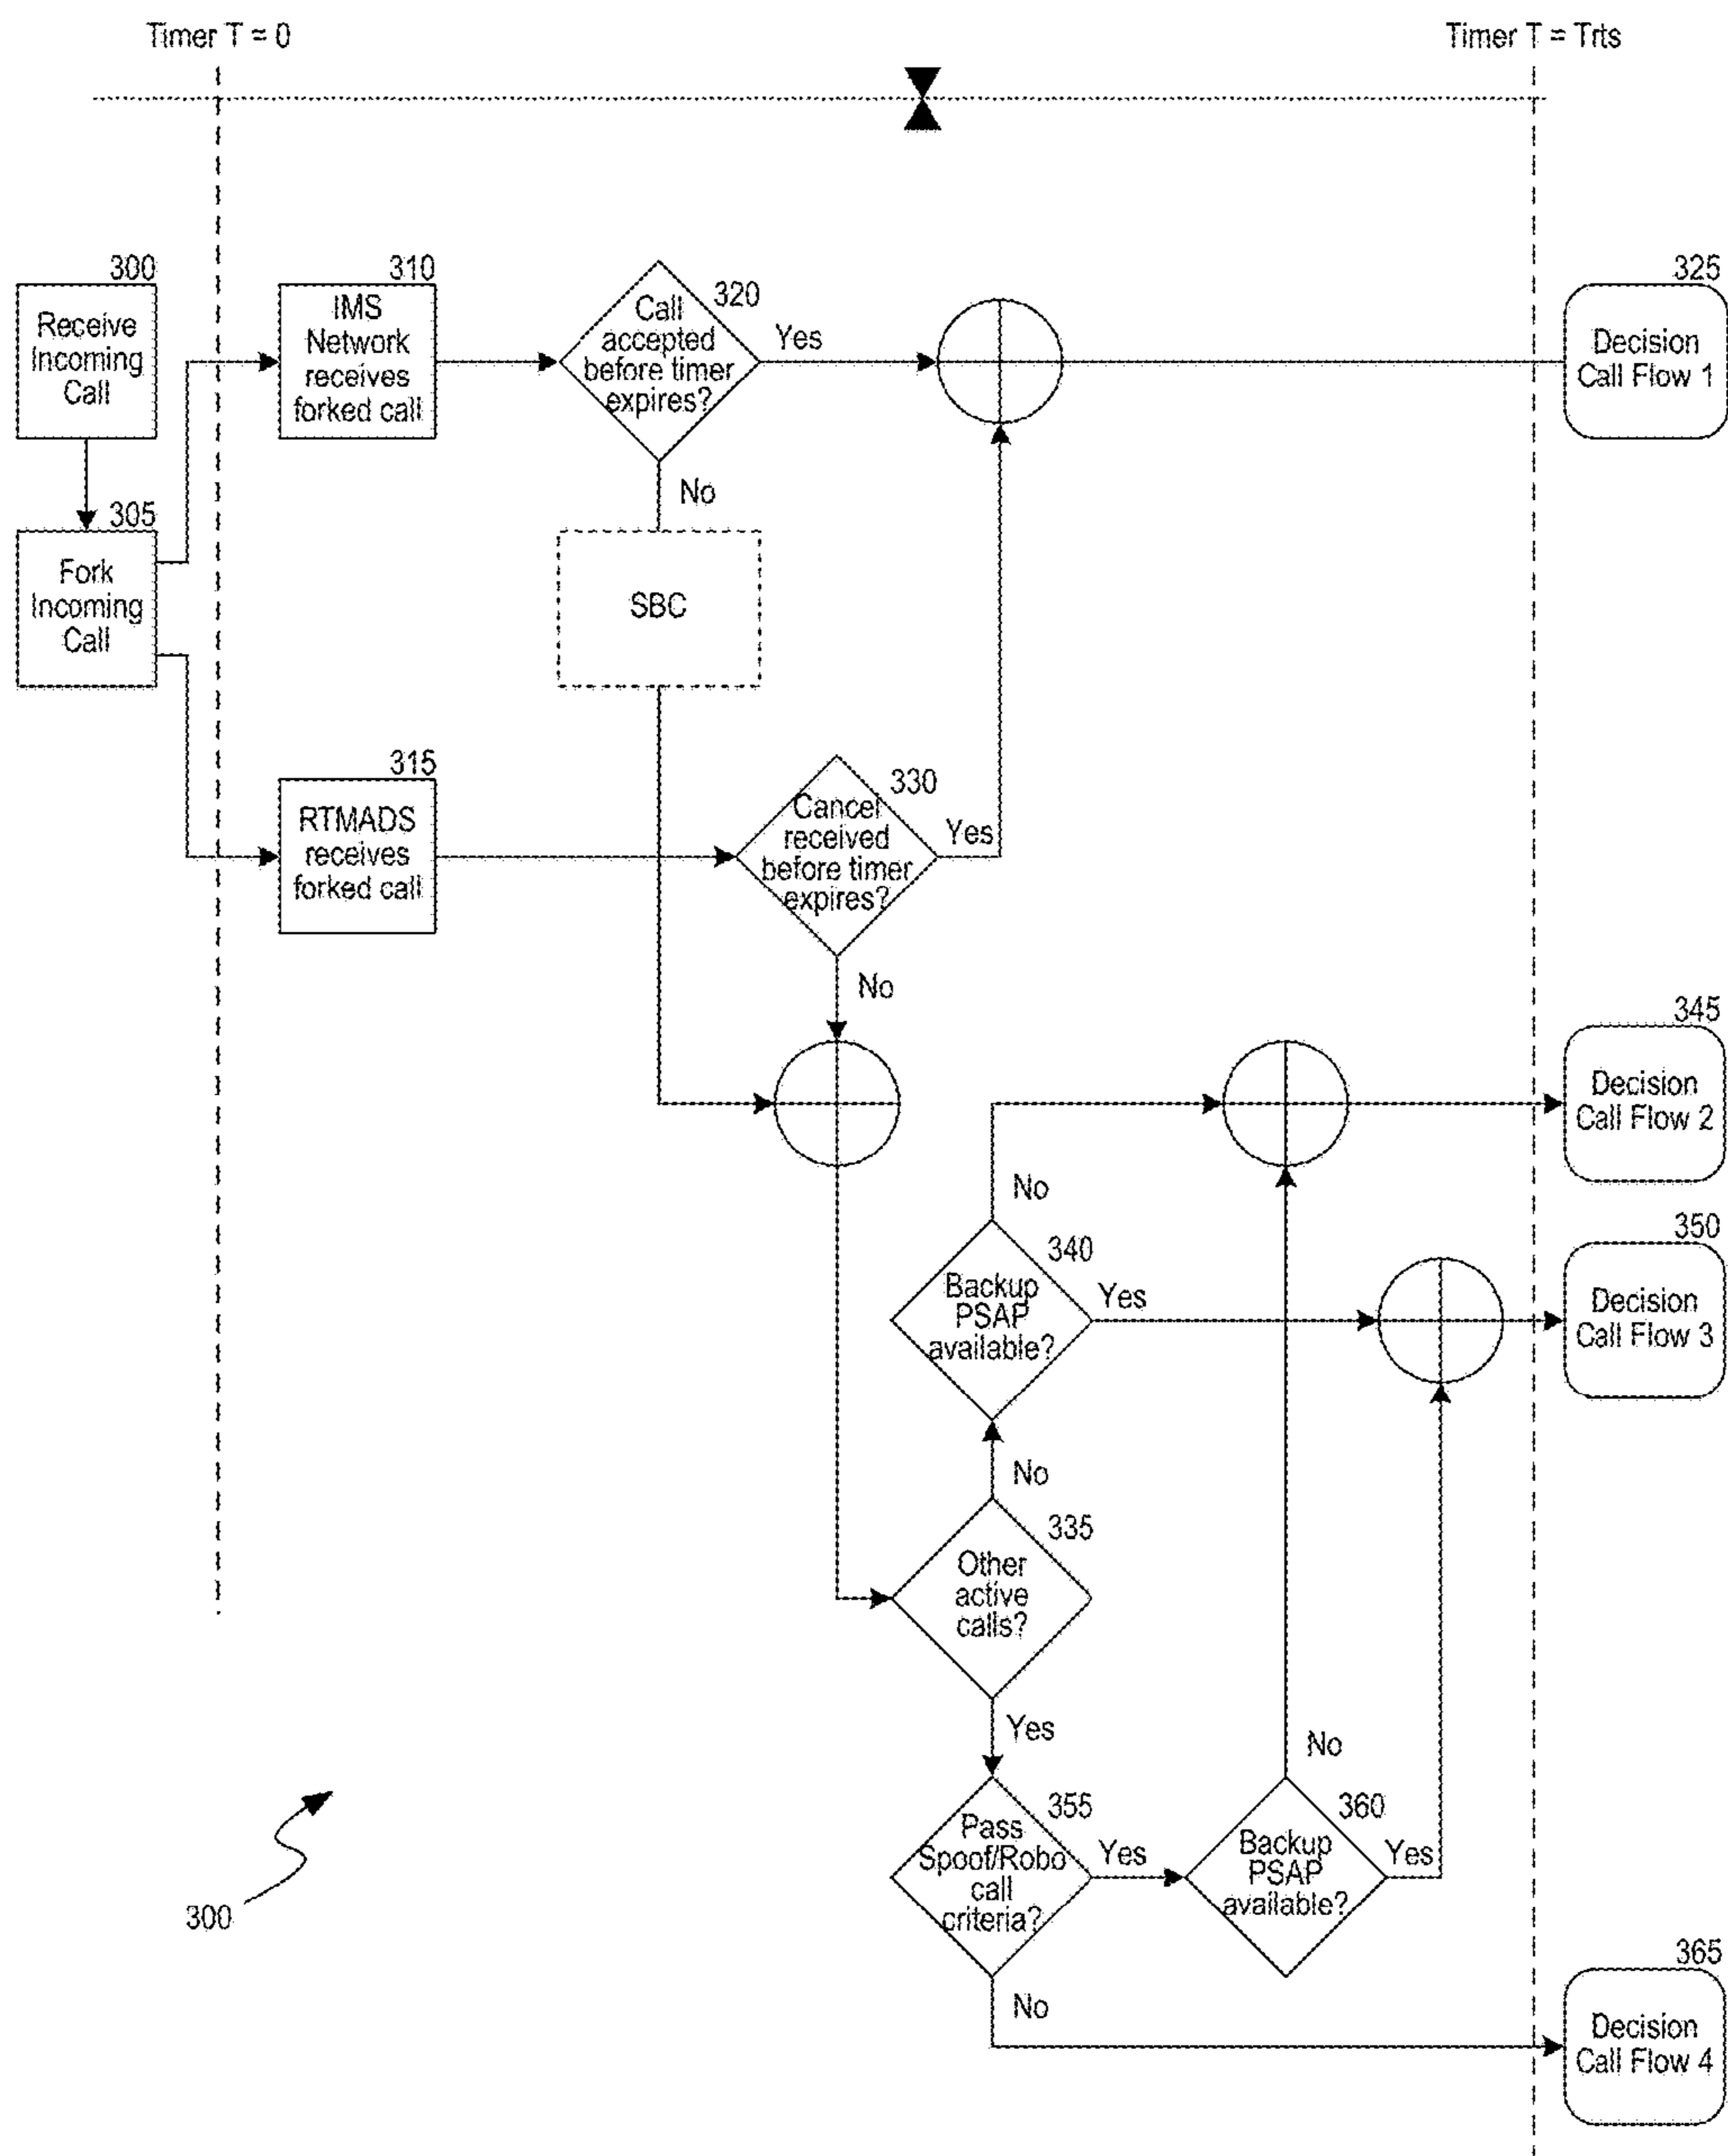 Timer T = 0
Timer T = Trts
300
Receive
Incoming
Call
310
IMS
Network
receives
forked call
Call
accepted
before timer
expires?
320
Yes
325
Decision
Call Flow 1
No
305
Fork
Incoming
Call
SBC
315
RTMADS
receives
forked call
Cancel
received
before timer
expires?
330
Yes
No
345
Decision
Call Flow 2
No
340
Backup
PSAP
available?
Yes
350
Decision
Call Flow 3
No
335
Other
active
calls?
Yes
355
Pass
Spoof/Robo
call
criteria?
Yes
No
360
Backup
PSAP
available?
Yes
300
No
365
Decision
Call Flow 4